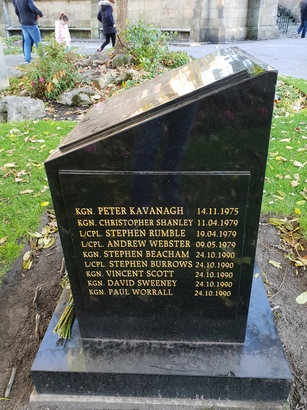 KGN. PETER KAVANAGH 14.11.1975
KGN. CHRISTOPHER SHANLEY 11.04.1979
L/CPL. STEPHEN RUMBLE 19.04.1979
L/CPL. ANDREW WEBSTER 09.05.1979
KGN. STEPHEN BEACHAM 24.10.1990
L/CPL. STEPHEN BURROWS 24.10.1990
KGN. VINCENT SCOTT 24.10.1990
KGN. DAVID SWEENEY 24.10.1990
KGN. PAUL WORRALL 24.10.1990